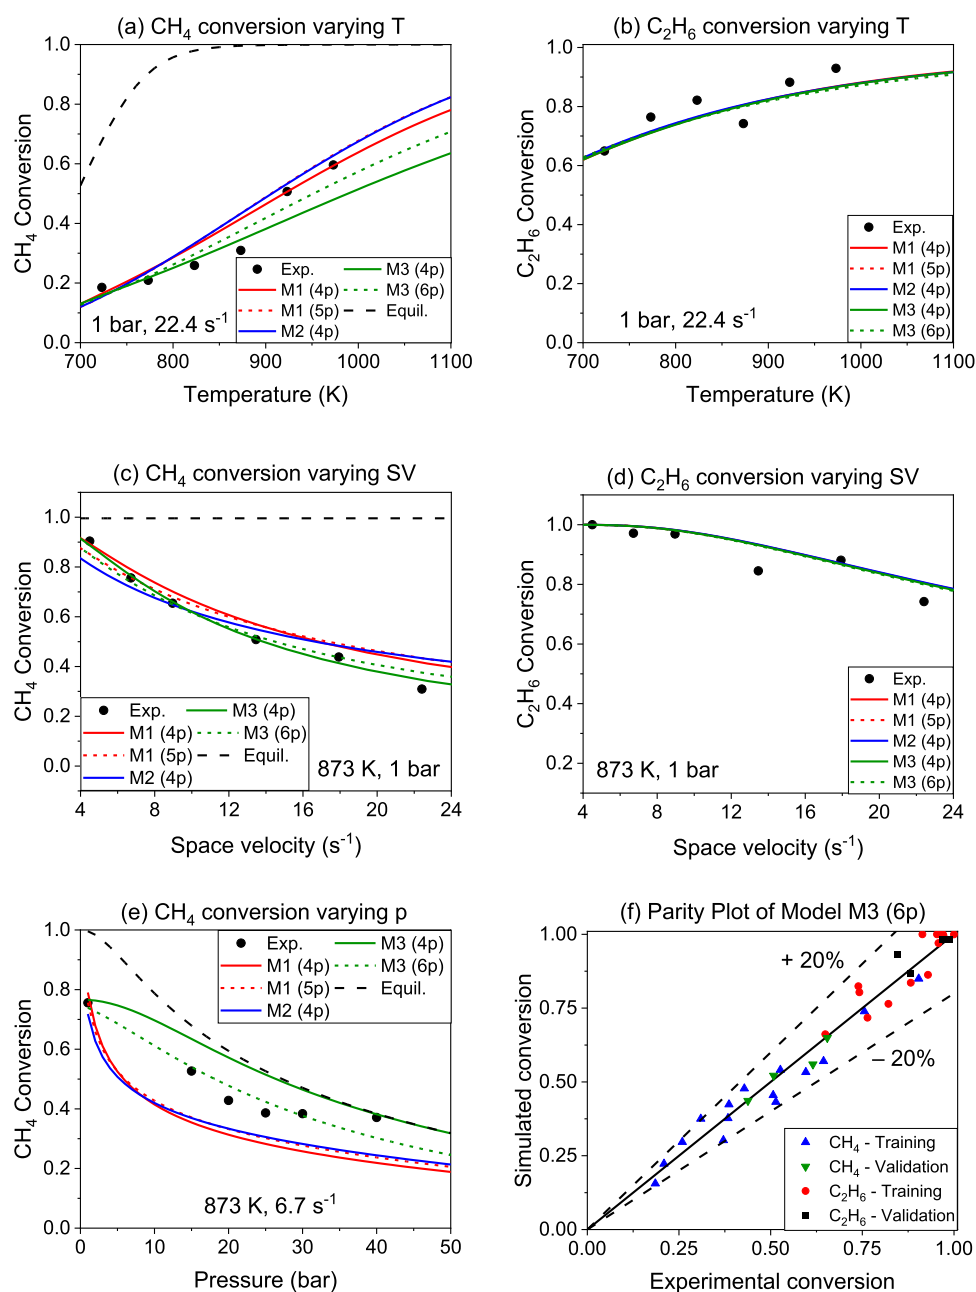 (a) CH₄ conversion varying T
CH₄ Conversion
1.0
0.8
0.6
0.4
0.2
0.0
Exp.
M1 (4p)
M1 (5p)
M2 (4p)
M3 (4p)
M3 (6p)
Equil.
1 bar, 22.4 s⁻¹
700 800 900 1000 1100
Temperature (K)
(b) C₂H₆ conversion varying T
C₂H₆ Conversion
1.0
0.8
0.6
0.4
0.2
0.0
Exp.
M1 (4p)
M1 (5p)
M2 (4p)
M3 (4p)
M3 (6p)
1 bar, 22.4 s⁻¹
700 800 900 1000 1100
Temperature (K)
(c) CH₄ conversion varying SV
CH₄ Conversion
1.0
0.8
0.6
0.4
0.2
0.0
Exp.
M1 (4p)
M1 (5p)
M2 (4p)
M3 (4p)
M3 (6p)
Equil.
873 K, 1 bar
4 8 12 16 20 24
Space velocity (s⁻¹)
(d) C₂H₆ conversion varying SV
C₂H₆ Conversion
1.0
0.8
0.6
0.4
0.2
Exp.
M1 (4p)
M1 (5p)
M2 (4p)
M3 (4p)
M3 (6p)
873 K, 1 bar
4 8 12 16 20 24
Space velocity (s⁻¹)
(e) CH₄ conversion varying p
CH₄ Conversion
1.0
0.8
0.6
0.4
0.2
0.0
Exp.
M1 (4p)
M1 (5p)
M2 (4p)
M3 (4p)
M3 (6p)
Equil.
873 K, 6.7 s⁻¹
0 10 20 30 40 50
Pressure (bar)
(f) Parity Plot of Model M3 (6p)
Simulated conversion
1.00
0.75
0.50
0.25
0.00
+ 20%
– 20%
CH₄ - Training
CH₄ - Validation
C₂H₆ - Training
C₂H₆ - Validation
0.00 0.25 0.50 0.75 1.00
Experimental conversion